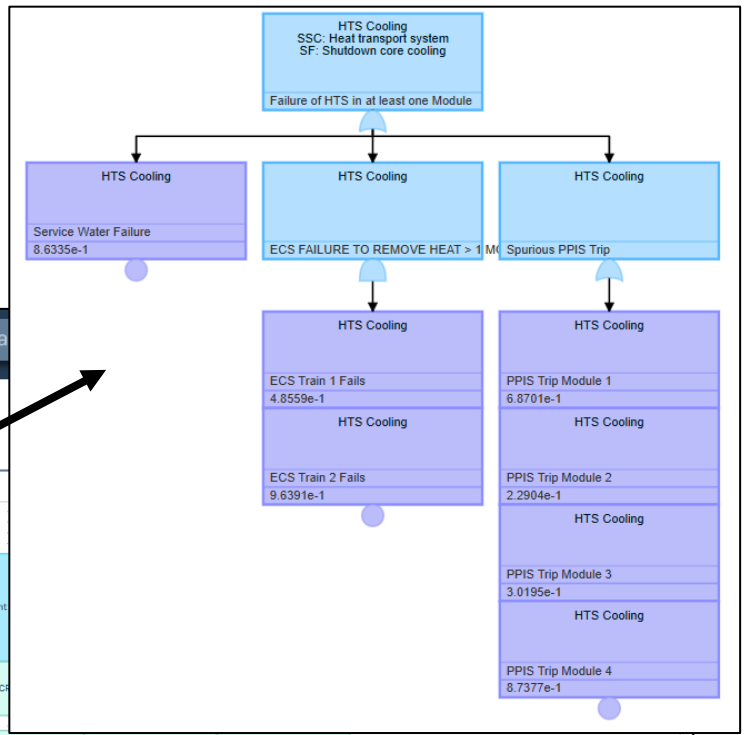 HTS Cooling
SSC: Heat transport system
SF: Shutdown core cooling
Failure of HTS in at least one Module
HTS Cooling
Service Water Failure
8.6335e-1
HTS Cooling
ECS FAILURE TO REMOVE HEAT > 1 M
HTS Cooling
Spurious PPIS Trip
HTS Cooling
ECS Train 1 Fails
4.8559e-1
HTS Cooling
ECS Train 2 Fails
9.6391e-1
HTS Cooling
PPIS Trip Module 1
6.8701e-1
HTS Cooling
PPIS Trip Module 2
2.2904e-1
HTS Cooling
PPIS Trip Module 3
3.0195e-1
HTS Cooling
PPIS Trip Module 4
8.7377e-1